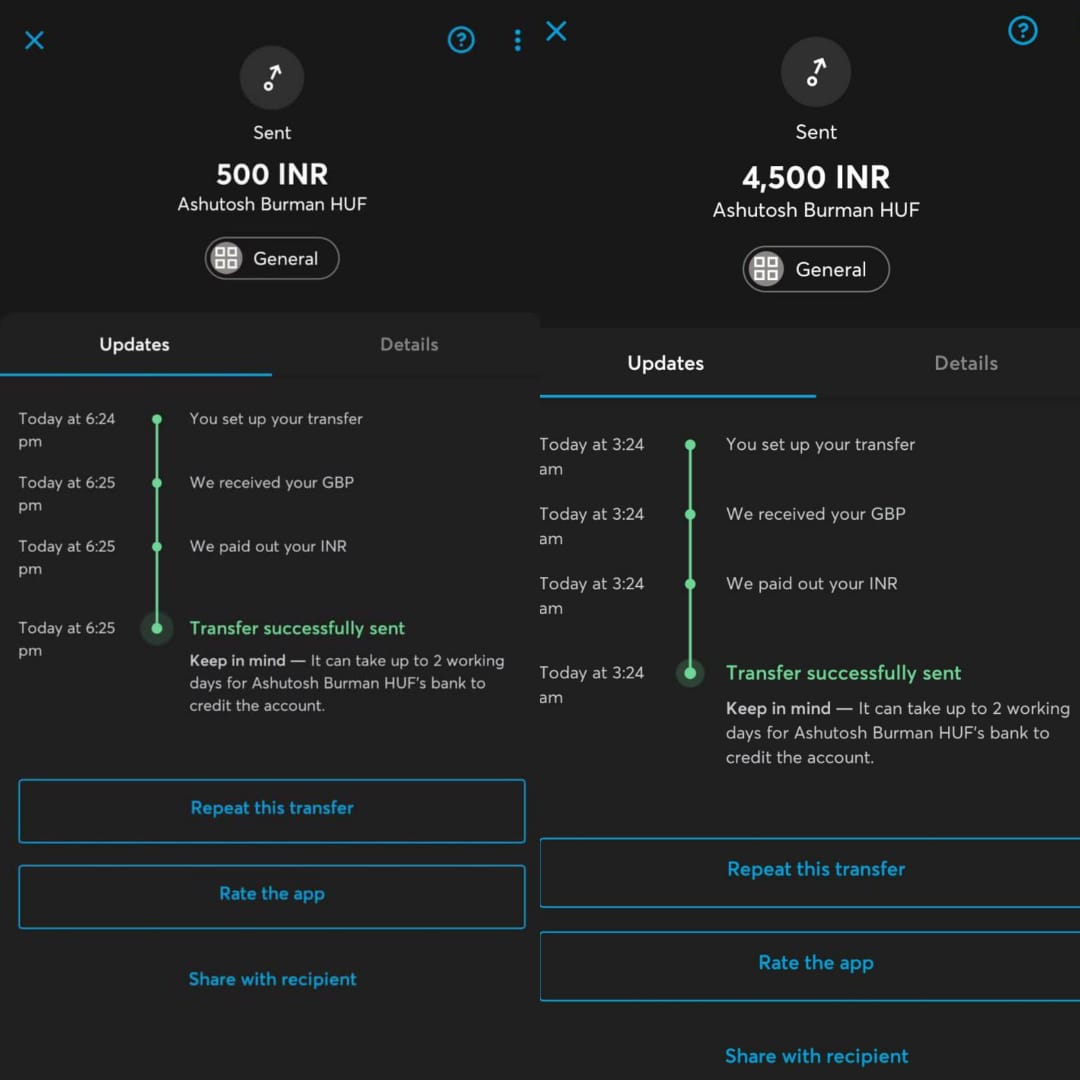 Sent
500 INR
Ashutosh Burman HUF
General
Updates
Details
Today at 6:24
pm
You set up your transfer
Today at 6:25
pm
We received your GBP
Today at 6:25
pm
We paid out your INR
Today at 6:25
pm
Transfer successfully sent
Keep in mind — It can take up to 2 working
days for Ashutosh Burman HUF's bank to
credit the account.
Repeat this transfer
Rate the app
Share with recipient
Sent
4,500 INR
Ashutosh Burman HUF
General
Updates
Details
Today at 3:24
am
You set up your transfer
Today at 3:24
am
We received your GBP
Today at 3:24
am
We paid out your INR
Today at 3:24
am
Transfer successfully sent
Keep in mind — It can take up to 2 working
days for Ashutosh Burman HUF's bank to
credit the account.
Repeat this transfer
Rate the app
Share with recipient